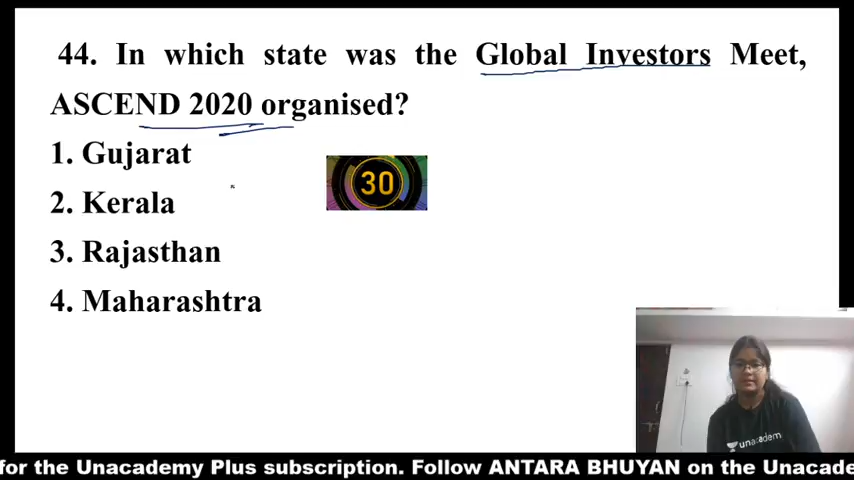 44. In which state was the Global Investors Meet,
ASCEND 2020 organised?
1. Gujarat
30
2. Kerala
3. Rajasthan
4. Maharashtra
unacademy
for the Unacademy Plus subscription. Follow ANTARA BHUYAN on the Unacade